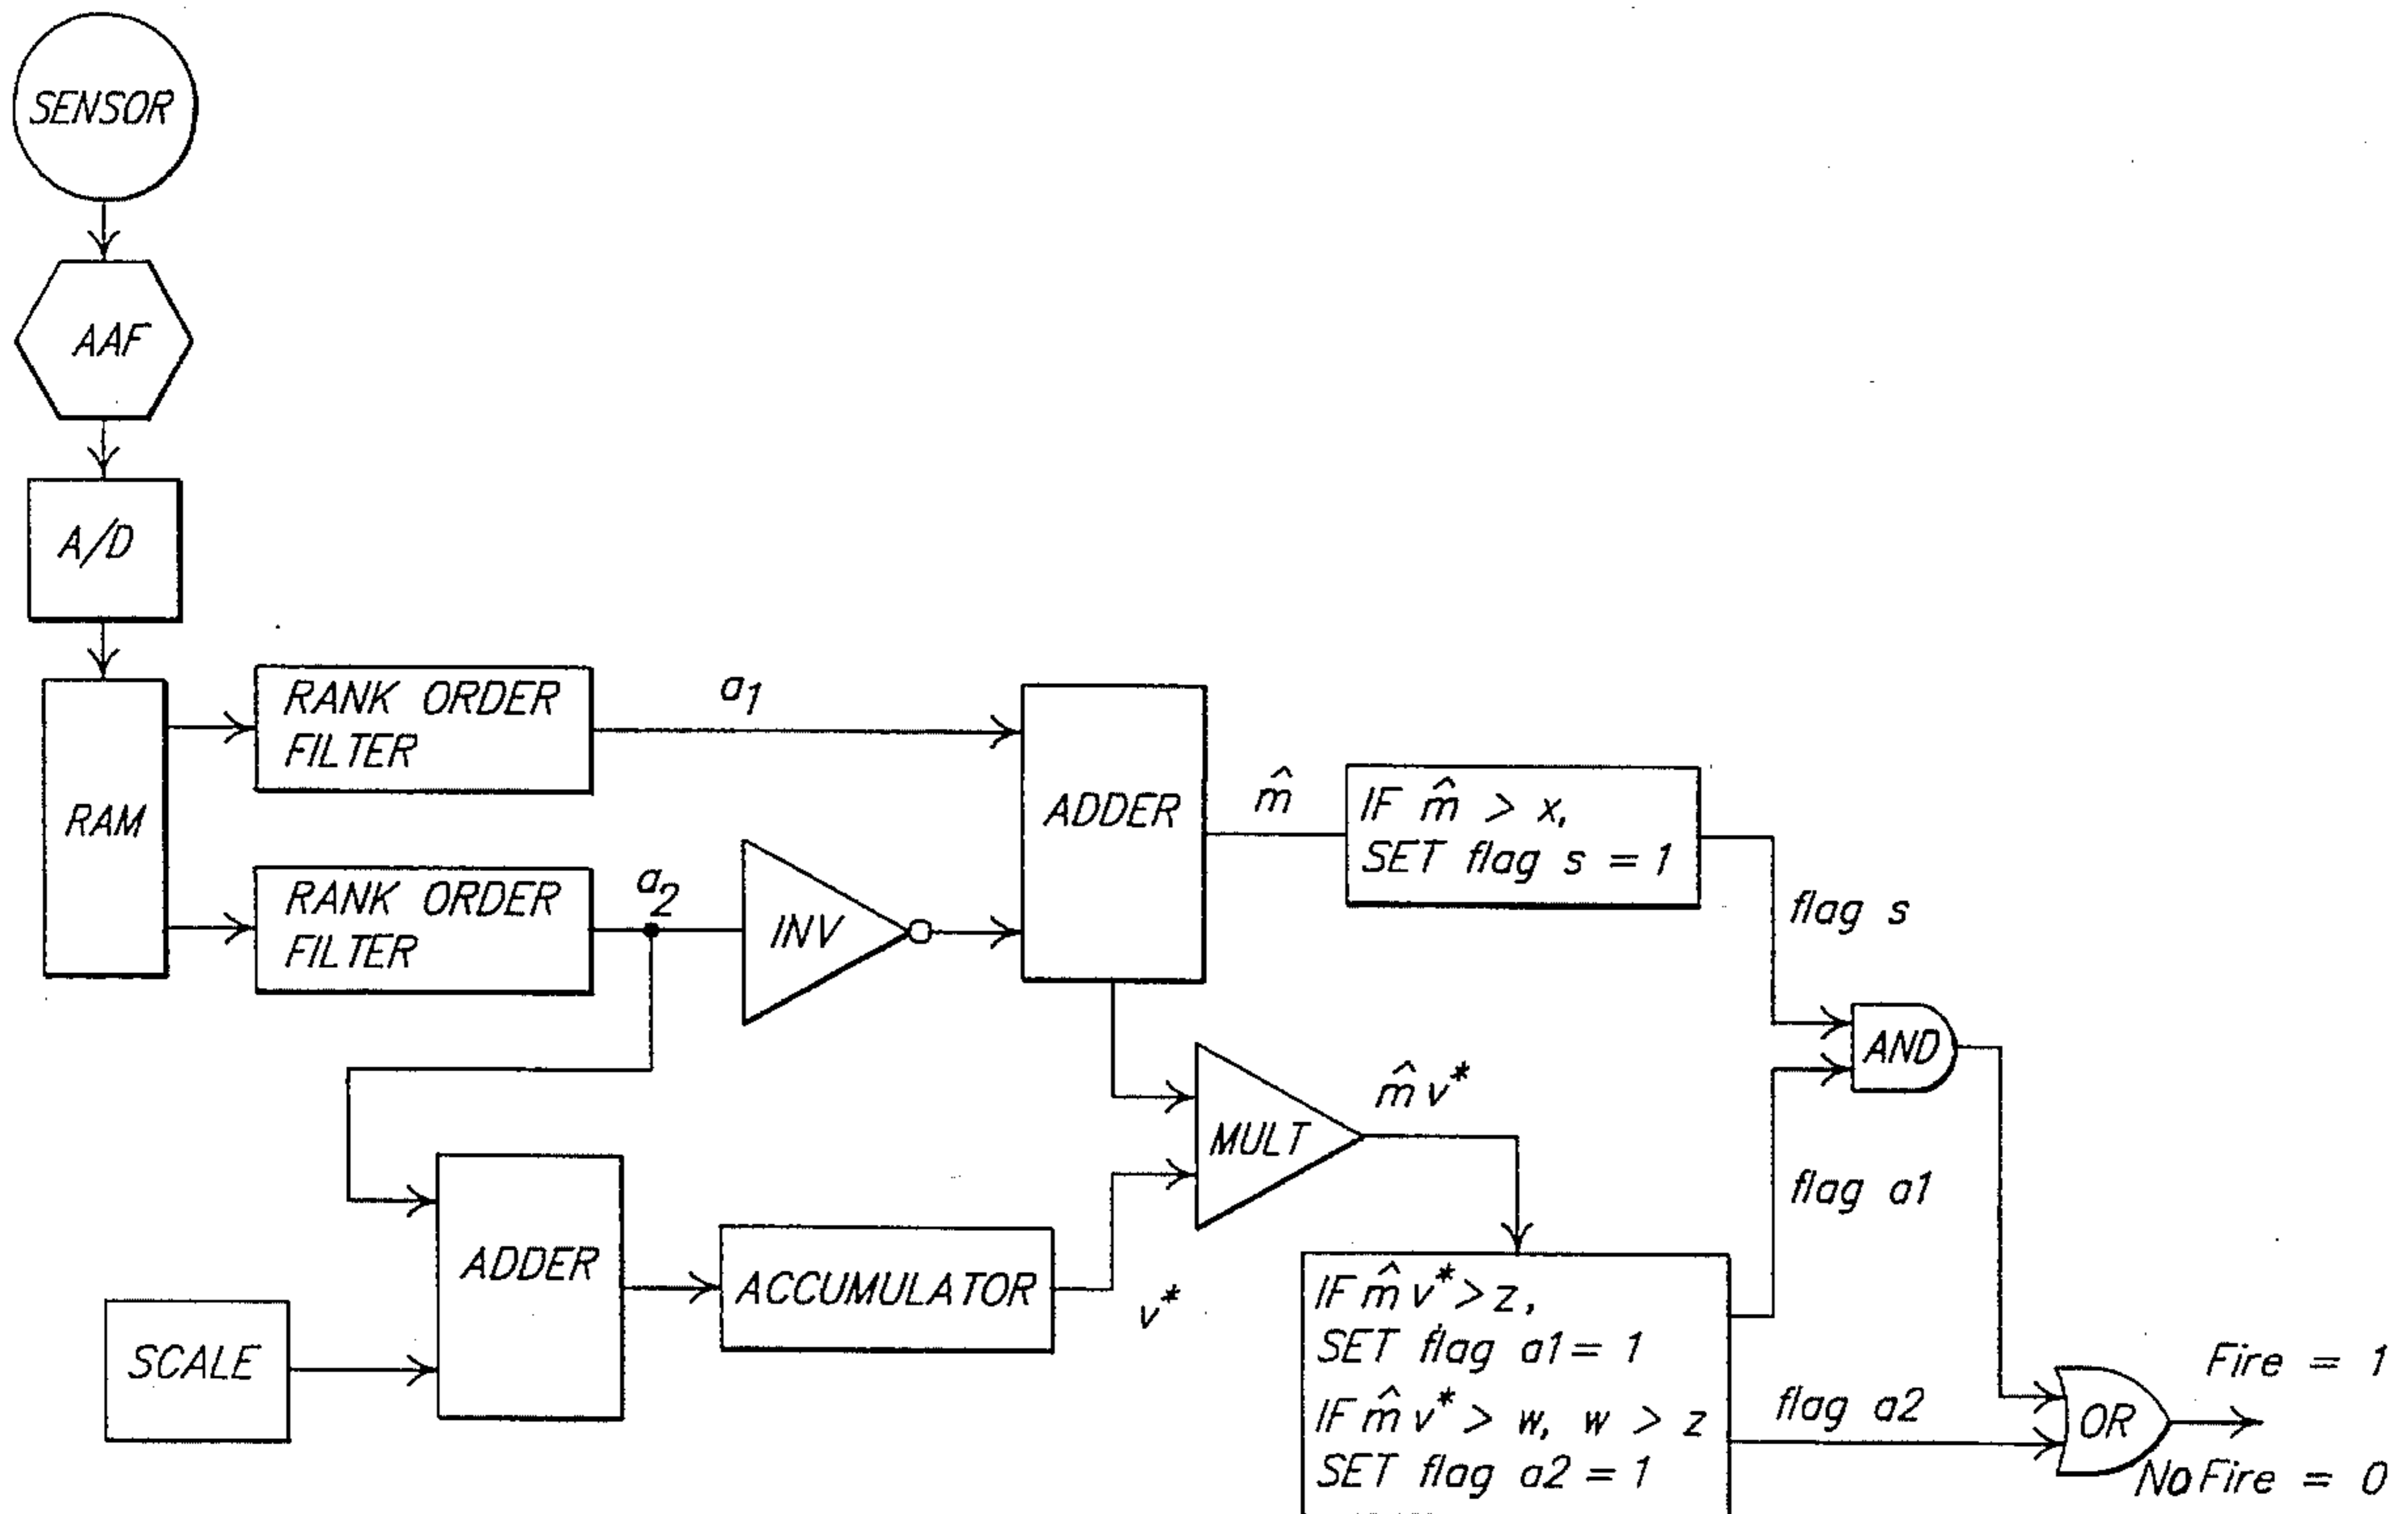 SENSOR
AAF
A/D
RAM
RANK ORDER
FILTER
a1
RANK ORDER
FILTER
a2
INV
ADDER
m̂
IF m̂ > x,
SET flag s = 1
flag s
AND
flag a1
MULT
m̂ v*
SCALE
ADDER
ACCUMULATOR
v*
IF m̂ v* > z,
SET flag a1 = 1
IF m̂ v* > w, w > z
SET flag a2 = 1
flag a2
OR
Fire = 1
No Fire = 0